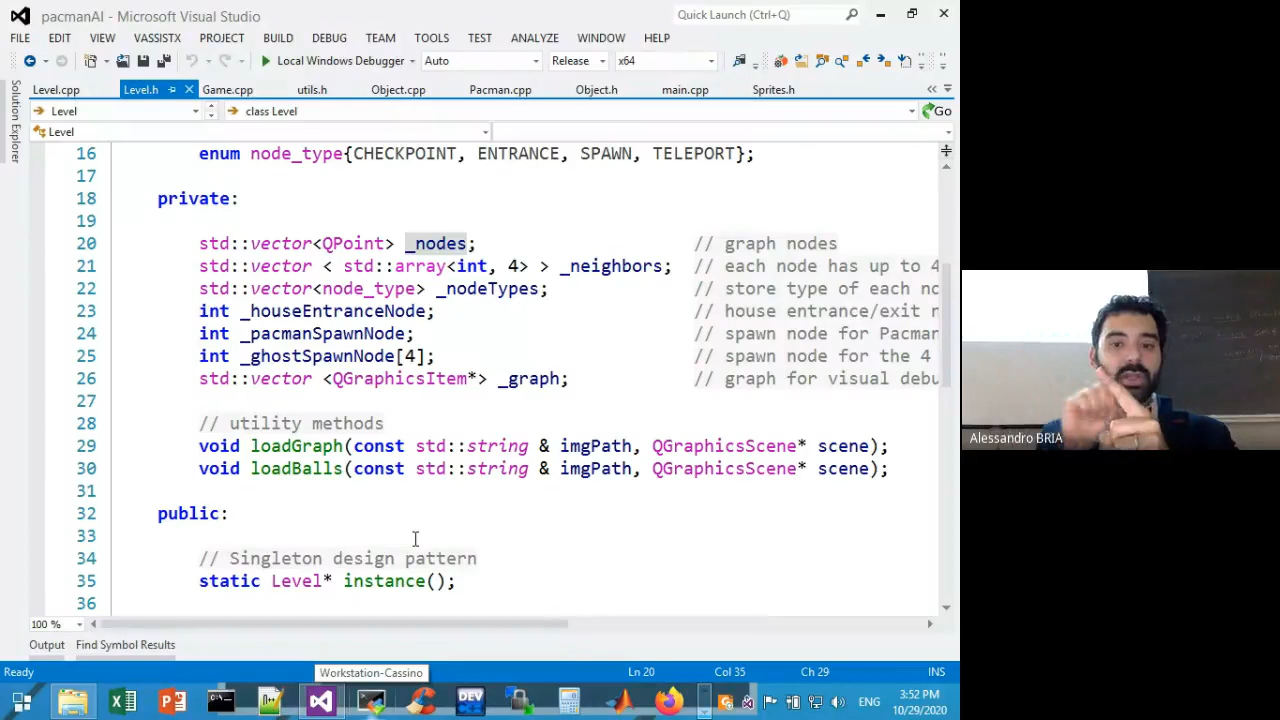 pacmanAI - Microsoft Visual Studio
Quick Launch (Ctrl+Q)
FILE EDIT VIEW VASSISTX PROJECT BUILD DEBUG TEAM TOOLS TEST ANALYZE WINDOW HELP
Local Windows Debugger Auto Release x64
Level.cpp Level.h Game.cpp utils.h Object.cpp Pacman.cpp Object.h main.cpp Sprites.h
Solution Explorer
Level class Level Go
Level
16 enum node_type{CHECKPOINT, ENTRANCE, SPAWN, TELEPORT};
17
18 private:
19
20 std::vector<QPoint> _nodes; // graph nodes
21 std::vector < std::array<int, 4> > _neighbors; // each node has up to 4
22 std::vector<node_type> _nodeTypes; // store type of each no
23 int _houseEntranceNode; // house entrance/exit n
24 int _pacmanSpawnNode; // spawn node for Pacman
25 int _ghostSpawnNode[4]; // spawn node for the 4
26 std::vector <QGraphicsItem*> _graph; // graph for visual debu
27
28 // utility methods
29 void loadGraph(const std::string & imgPath, QGraphicsScene* scene);
30 void loadBalls(const std::string & imgPath, QGraphicsScene* scene);
31
32 public:
33
34 // Singleton design pattern
35 static Level* instance();
36
100 %
Output Find Symbol Results
Ready Ln 20 Col 35 Ch 29 INS
Workstation-Cassino
DEV
ENG
3:52 PM
10/29/2020
Alessandro BRIA